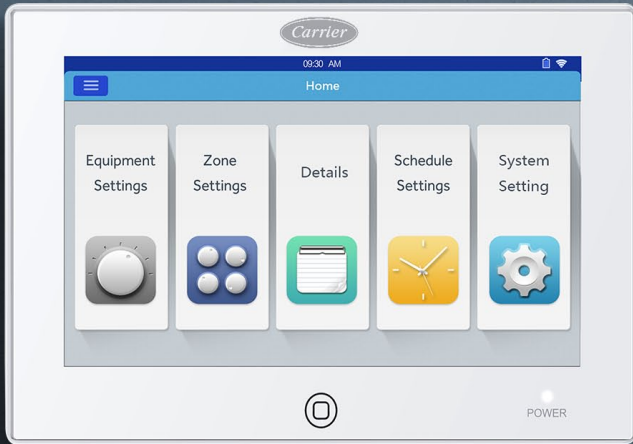 Carrier
09:30 AM
Home
Equipment
Settings
Zone
Settings
Details
Schedule
Settings
System
Setting
POWER